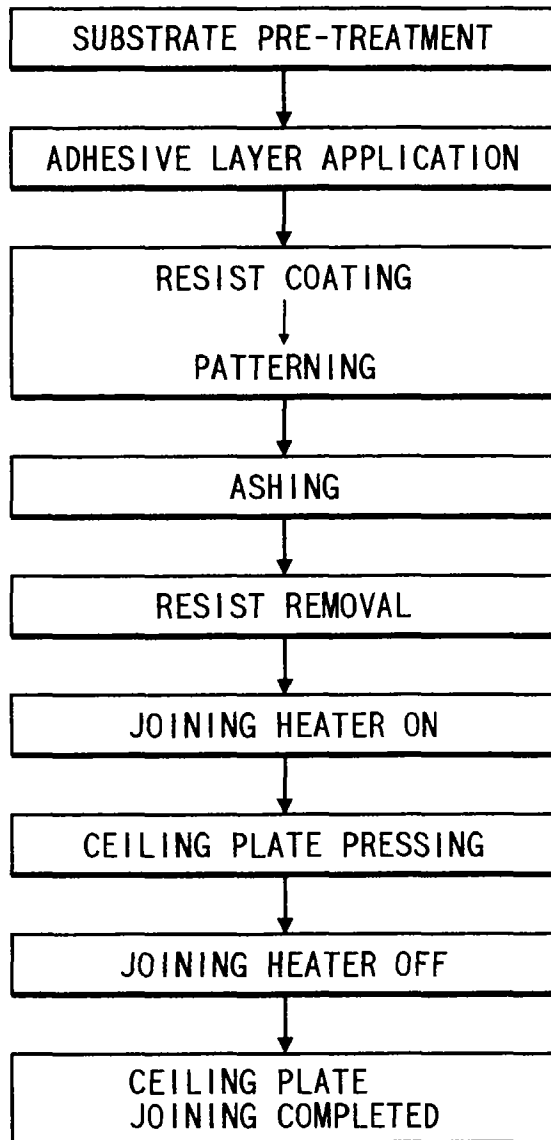 SUBSTRATE PRE-TREATMENT
ADHESIVE LAYER APPLICATION
RESIST COATING
PATTERNING
ASHING
RESIST REMOVAL
JOINING HEATER ON
CEILING PLATE PRESSING
JOINING HEATER OFF
CEILING PLATE
JOINING COMPLETED